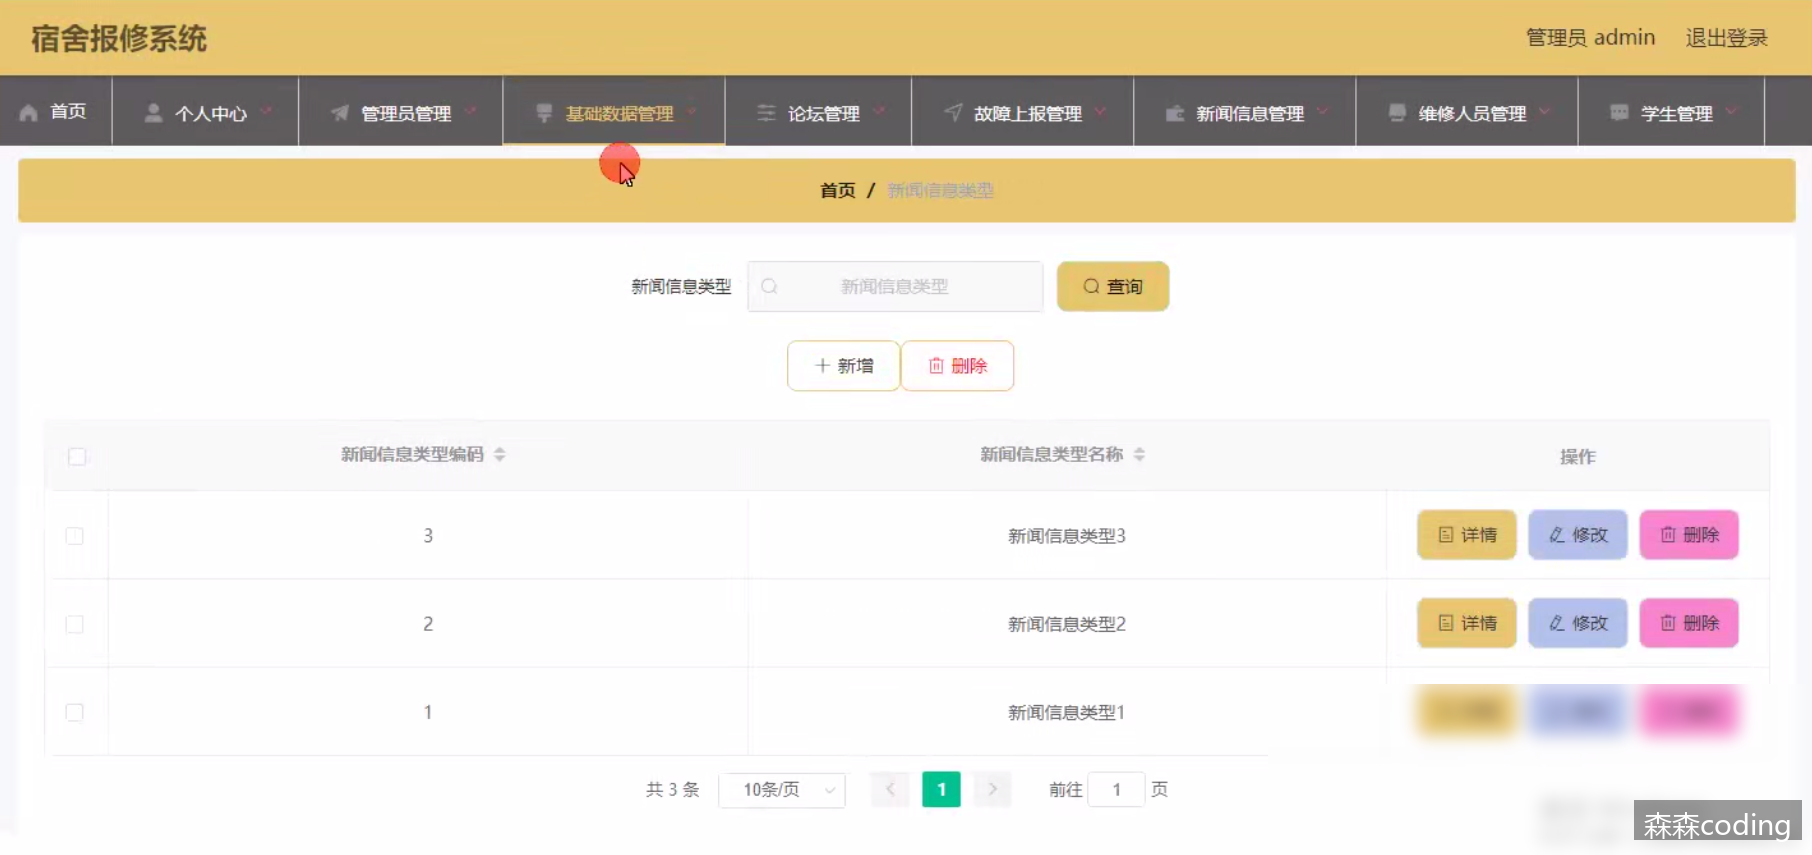 宿舍报修系统
管理员 admin 退出登录
首页 个人中心 管理员管理 基础数据管理 论坛管理 故障上报管理 新闻信息管理 维修人员管理 学生管理
首页 / 新闻信息类型
新闻信息类型 新闻信息类型 查询
新增 删除
新闻信息类型编码 新闻信息类型名称 操作
3 新闻信息类型3 详情 修改 删除
2 新闻信息类型2 详情 修改 删除
1 新闻信息类型1
共 3 条 10条/页 1 前往 1 页
森森coding